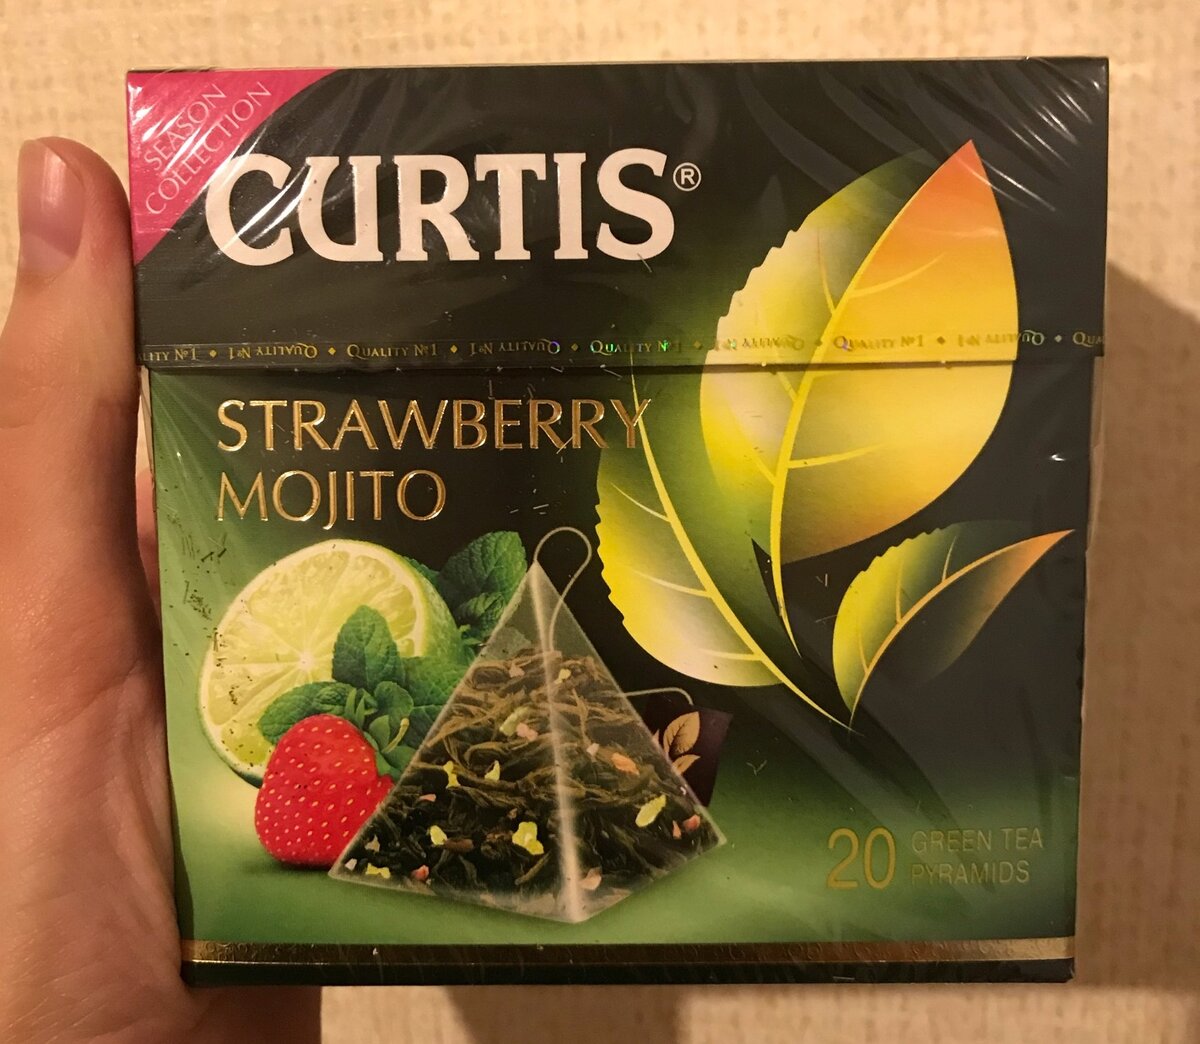 SEASON
COLLECTION
CURTIS®
QUALITY №1 ◆ QUALITY №1 ◆ QUALITY №1 ◆ QUALITY №1 ◆ QUALITY №1 ◆ QUALITY №1 ◆ QUALITY №1 ◆
STRAWBERRY
MOJITO
20 GREEN TEA
PYRAMIDS